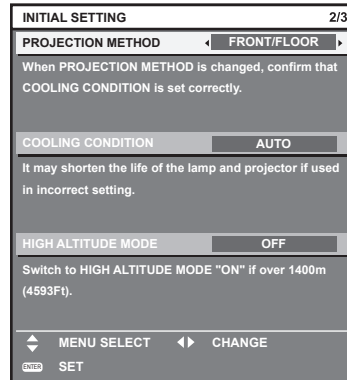 INITIAL SETTING 2/3
PROJECTION METHOD FRONT/FLOOR
When PROJECTION METHOD is changed, confirm that
COOLING CONDITION is set correctly.
COOLING CONDITION AUTO
It may shorten the life of the lamp and projector if used
in incorrect setting.
HIGH ALTITUDE MODE OFF
Switch to HIGH ALTITUDE MODE "ON" if over 1400m
(4593Ft).
MENU SELECT CHANGE
ENTER SET